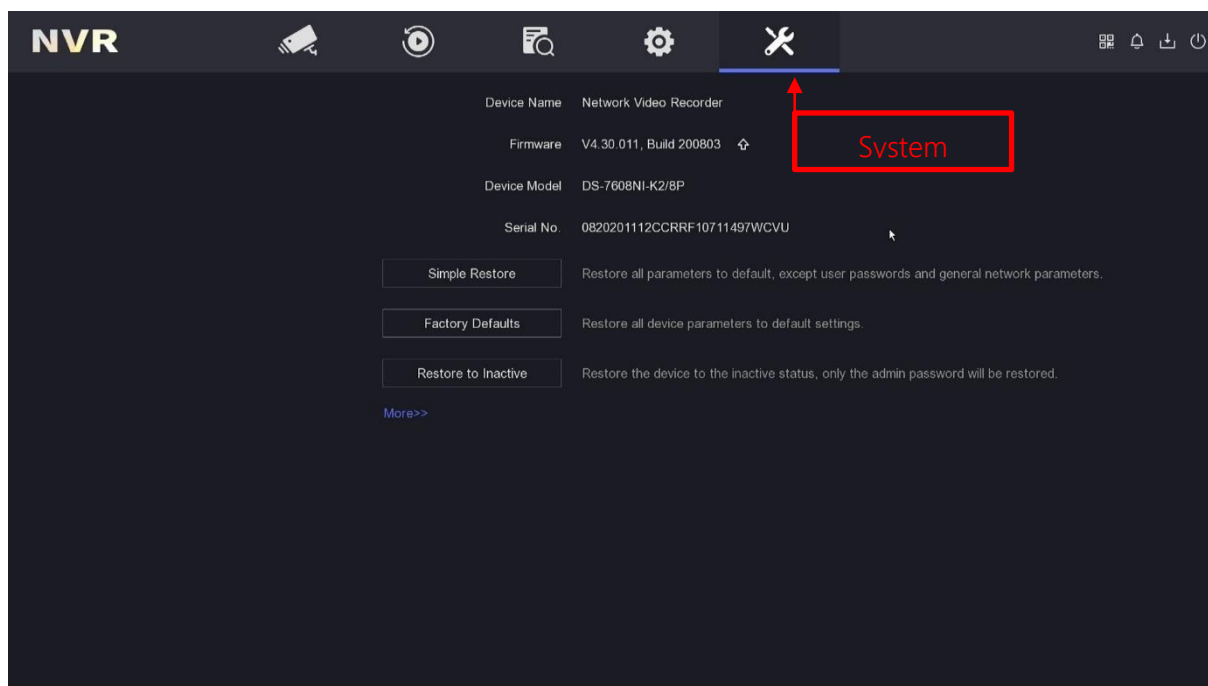 NVR
Device Name Network Video Recorder
Firmware V4.30.011, Build 200803
System
Device Model DS-7608NI-K2/8P
Serial No. 0820201112CCRRF10711497WCVU
Simple Restore Restore all parameters to default, except user passwords and general network parameters.
Factory Defaults Restore all device parameters to default settings.
Restore to Inactive Restore the device to the inactive status, only the admin password will be restored.
More>>